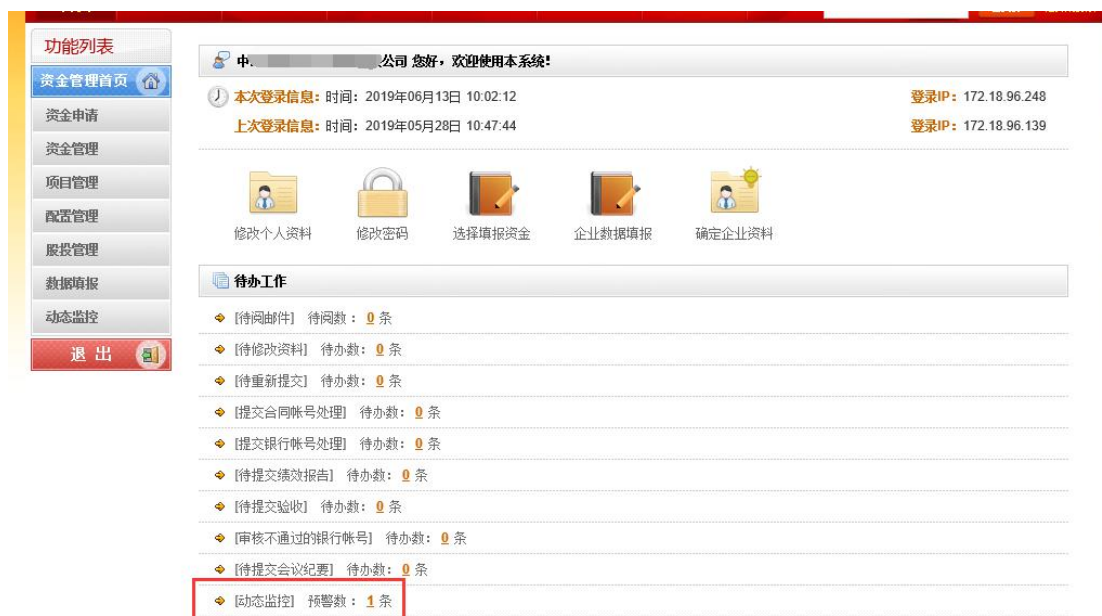 功能列表
资金管理首页
资金申请
资金管理
项目管理
配置管理
股投管理
数据填报
动态监控
退 出
中 公司 您好，欢迎使用本系统！
本次登录信息：时间：2019年06月13日 10:02:12 登录IP：172.18.96.248
上次登录信息：时间：2019年05月28日 10:47:44 登录IP：172.18.96.139
修改个人资料 修改密码 选择填报资金 企业数据填报 确定企业资料
待办工作
[待阅邮件] 待阅数：0 条
[待修改资料] 待办数：0 条
[待重新提交] 待办数：0 条
[提交合同帐号处理] 待办数：0 条
[提交银行帐号处理] 待办数：0 条
[待提交绩效报告] 待办数：0 条
[待提交验收] 待办数：0 条
[审核不通过的银行帐号] 待办数：0 条
[待提交会议纪要] 待办数：0 条
[动态监控] 预警数：1 条